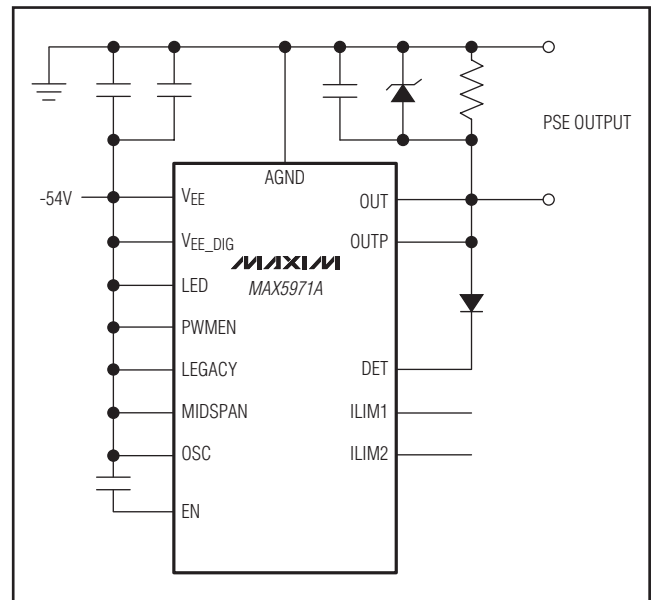 PSE OUTPUT
AGND
-54V
VEE
OUT
VEE_DIG
OUTP
MAXIM
LED
MAX5971A
PWMEN
LEGACY
DET
MIDSPAN
ILIM1
OSC
ILIM2
EN